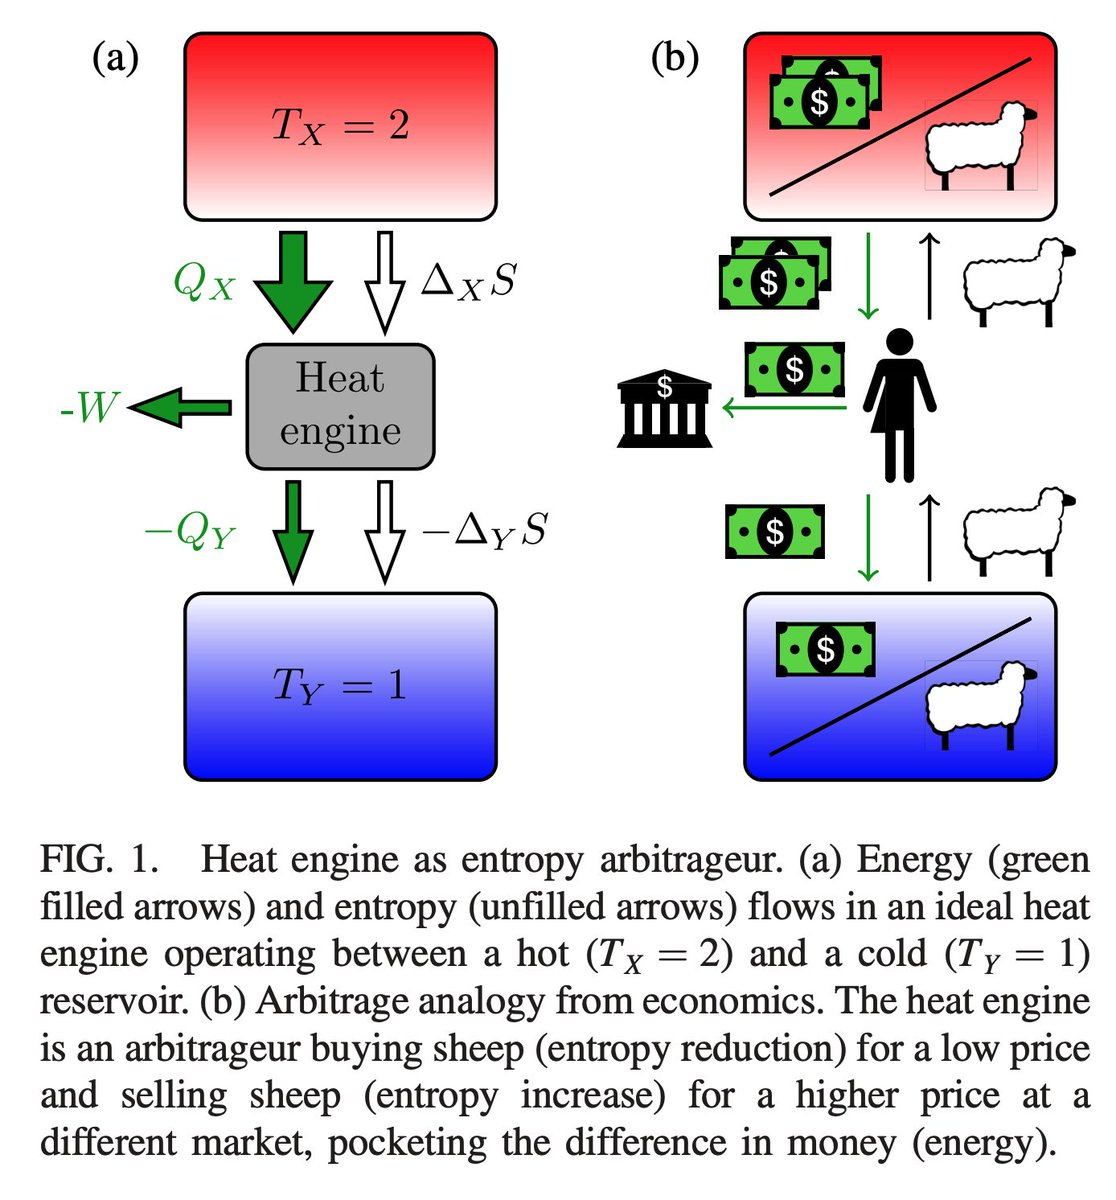 (a)
(b)
T_X = 2
$
$
Q_X
Δ_X S
$
$
Heat
engine
-W
$
$
−Q_Y
−Δ_Y S
$
T_Y = 1
$
FIG. 1. Heat engine as entropy arbitrageur. (a) Energy (green
filled arrows) and entropy (unfilled arrows) flows in an ideal heat
engine operating between a hot (T_X = 2) and a cold (T_Y = 1)
reservoir. (b) Arbitrage analogy from economics. The heat engine
is an arbitrageur buying sheep (entropy reduction) for a low price
and selling sheep (entropy increase) for a higher price at a
different market, pocketing the difference in money (energy).